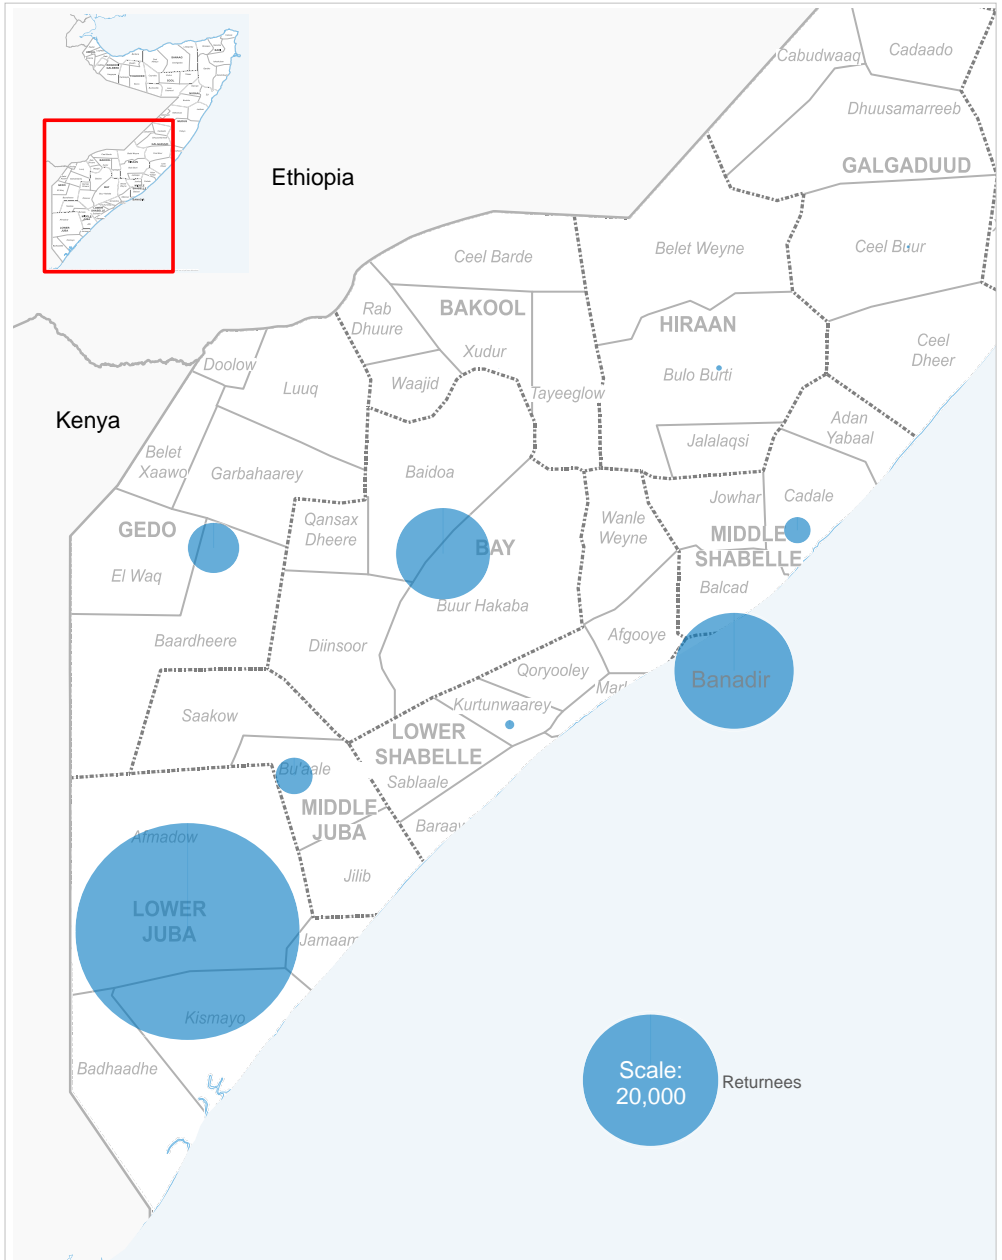 Ethiopia
Kenya
Cabudwaaq
Cadaado
Dhuusamarreeb
GALGADUUD
Ceel Barde
Belet Weyne
Ceel Buur
Rab
Dhuure
BAKOOL
HIRAAN
Xudur
Ceel
Dheer
Doolow
Luuq
Waajid
Tayeeglow
Bulo Burti
Adan
Yabaal
Belet
Xaawo
Garbahaarey
Baidoa
Jalalaqsi
GEDO
Qansax
Dheere
BAY
Wanle
Weyne
Jowhar
Cadale
MIDDLE
SHABELLE
El Waq
Buur Hakaba
Balcad
Baardheere
Diinsoor
Afgooye
Qoryooley
Banadir
Saakow
Kurtunwaarey
LOWER
SHABELLE
Bu'aale
Sablaale
MIDDLE
JUBA
Afmadow
Jilib
LOWER
JUBA
Kismayo
Badhaadhe
Scale:
20,000
Returnees